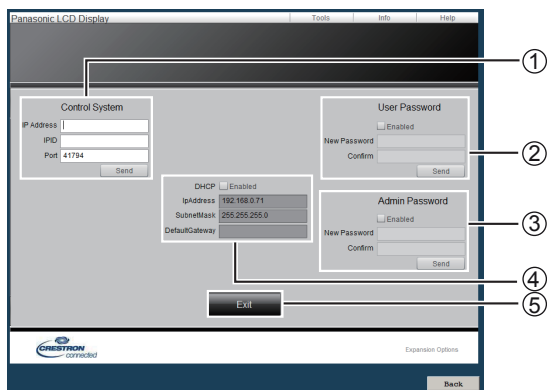 Panasonic LCD Display
Tools Info Help
①
Control System
IP Address
IPID
Port 41794
Send
User Password
Enabled
New Password
Confirm
Send
②
DHCP Enabled
IpAddress 192.168.0.71
SubnetMask 255.255.255.0
DefaultGateway
Admin Password
Enabled
New Password
Confirm
Send
③
④
Exit
⑤
CRESTRON
connected
Expansion Options
Back